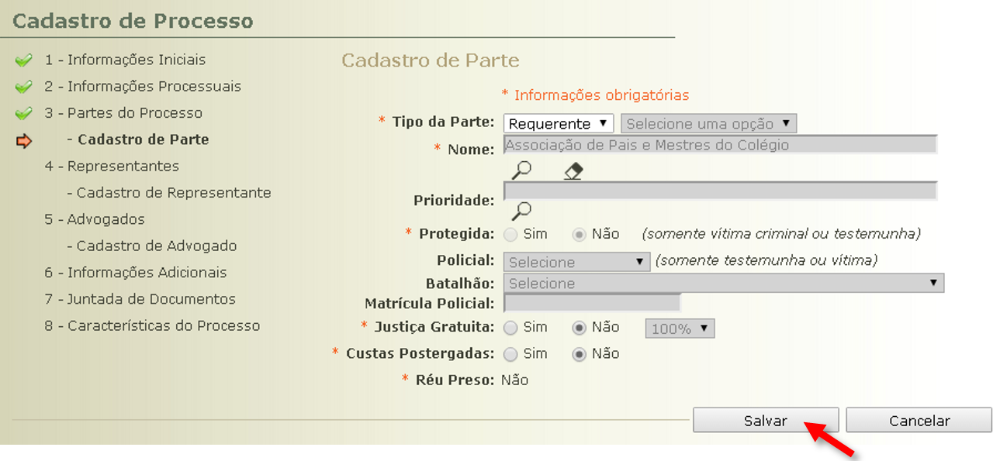 Cadastro de Processo
1 - Informações Iniciais
2 - Informações Processuais
3 - Partes do Processo
- Cadastro de Parte
4 - Representantes
- Cadastro de Representante
5 - Advogados
- Cadastro de Advogado
6 - Informações Adicionais
7 - Juntada de Documentos
8 - Características do Processo
Cadastro de Parte
* Informações obrigatórias
* Tipo da Parte: Requerente Selecione uma opção
* Nome: Associação de Pais e Mestres do Colégio
Prioridade:
* Protegida: Sim Não (somente vítima criminal ou testemunha)
Policial: Selecione (somente testemunha ou vítima)
Batalhão: Selecione
Matrícula Policial:
* Justiça Gratuita: Sim Não 100%
* Custas Postergadas: Sim Não
* Réu Preso: Não
Salvar Cancelar